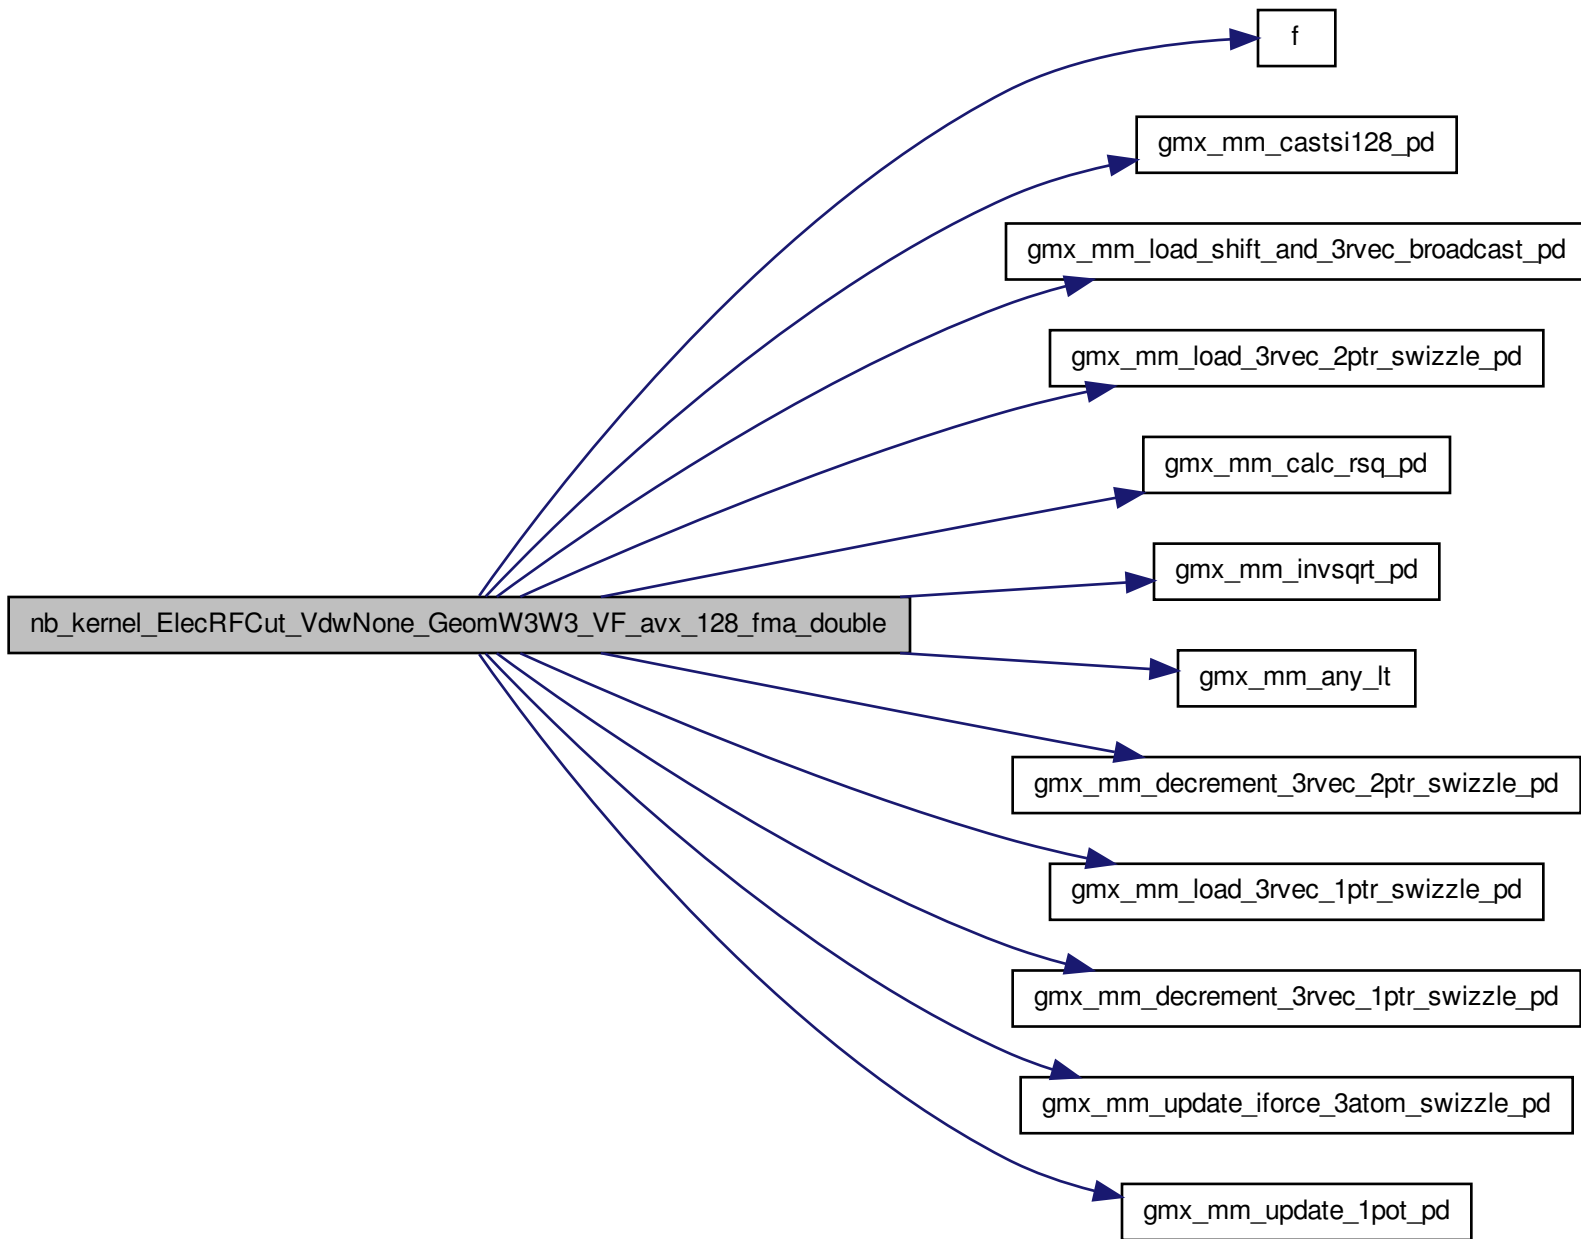 f
gmx_mm_castsi128_pd
gmx_mm_load_shift_and_3rvec_broadcast_pd
gmx_mm_load_3rvec_2ptr_swizzle_pd
gmx_mm_calc_rsq_pd
gmx_mm_invsqrt_pd
nb_kernel_ElecRFCut_VdwNone_GeomW3W3_VF_avx_128_fma_double
gmx_mm_any_lt
gmx_mm_decrement_3rvec_2ptr_swizzle_pd
gmx_mm_load_3rvec_1ptr_swizzle_pd
gmx_mm_decrement_3rvec_1ptr_swizzle_pd
gmx_mm_update_iforce_3atom_swizzle_pd
gmx_mm_update_1pot_pd